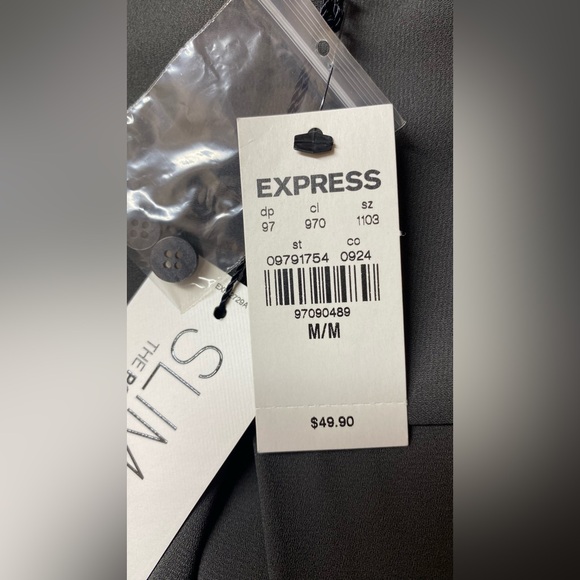 EXPRESS
dp cl sz
97 970 1103
st co
09791754 0924
97090489
M/M
$49.90
SLIM
THE